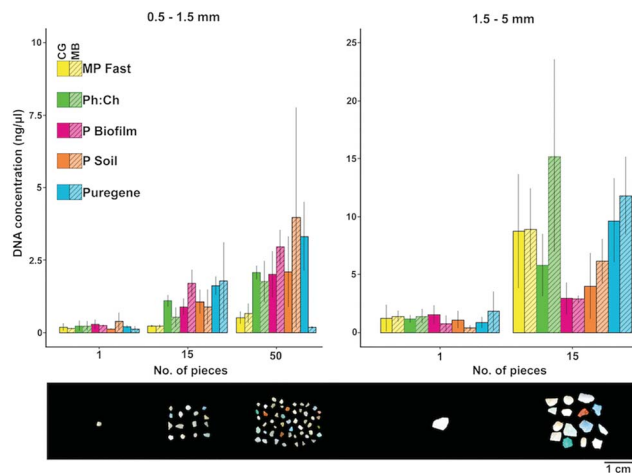 0.5 - 1.5 mm
1.5 - 5 mm
DNA concentration (ng/µl)
10
7.5
5
2.5
0
CG
MB
MP Fast
Ph:Ch
P Biofilm
P Soil
Puregene
1
15
50
No. of pieces
25
20
15
10
5
0
1
15
No. of pieces
1 cm